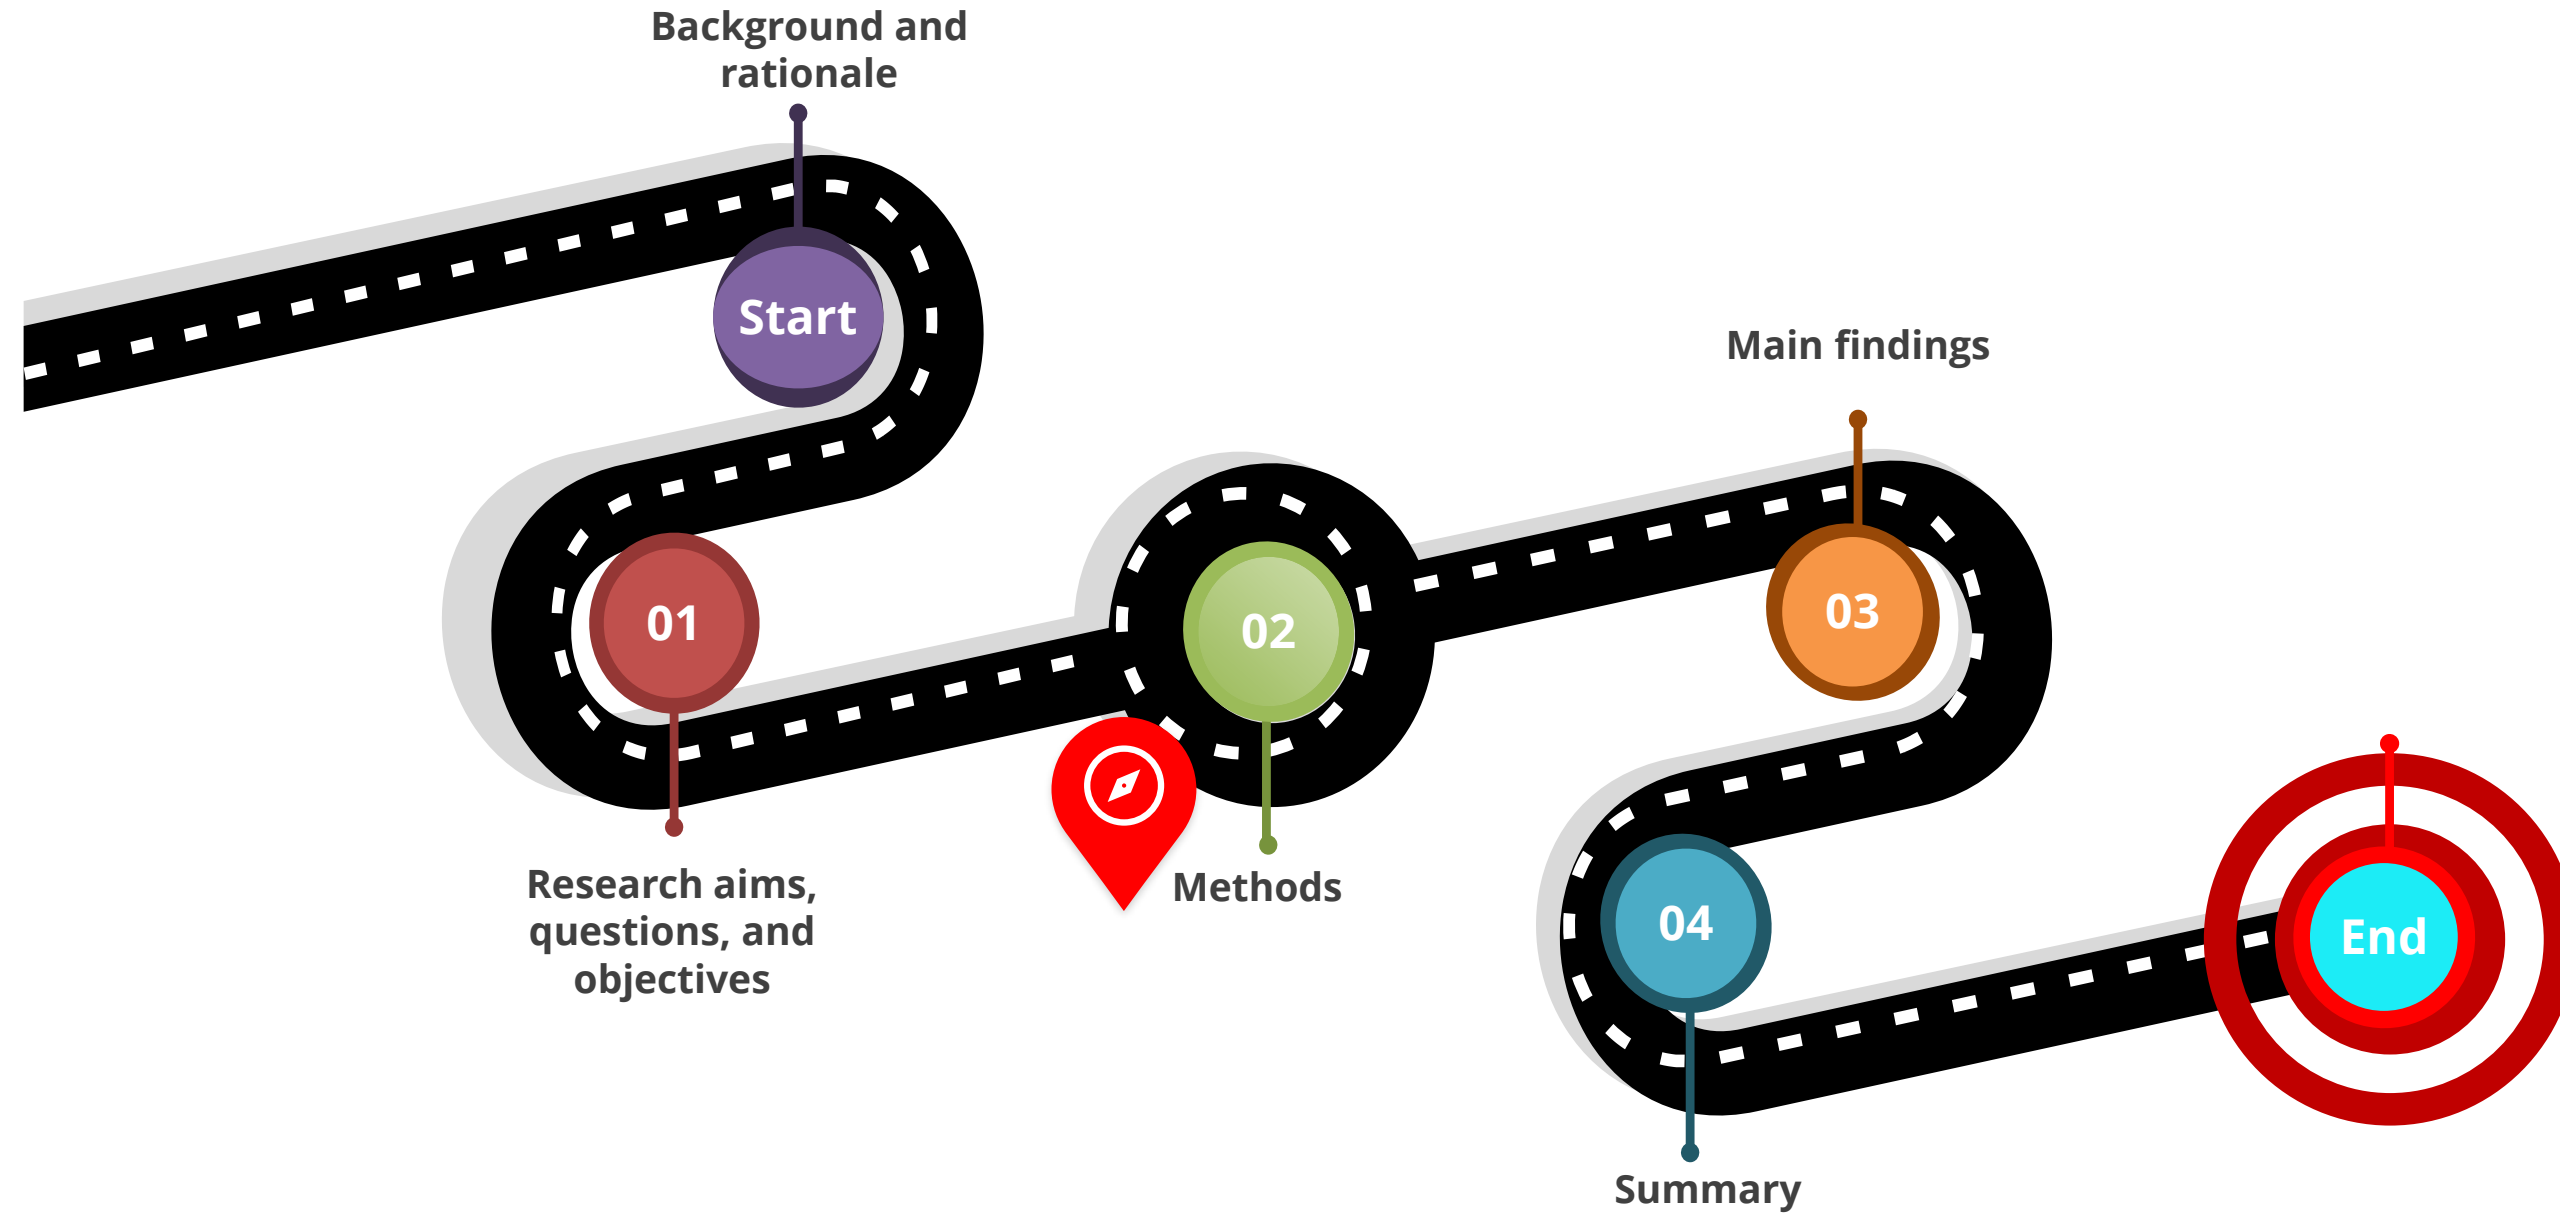 Background and
rationale
Start
01
Research aims,
questions, and
objectives
02
Methods
Main findings
03
04
Summary
End